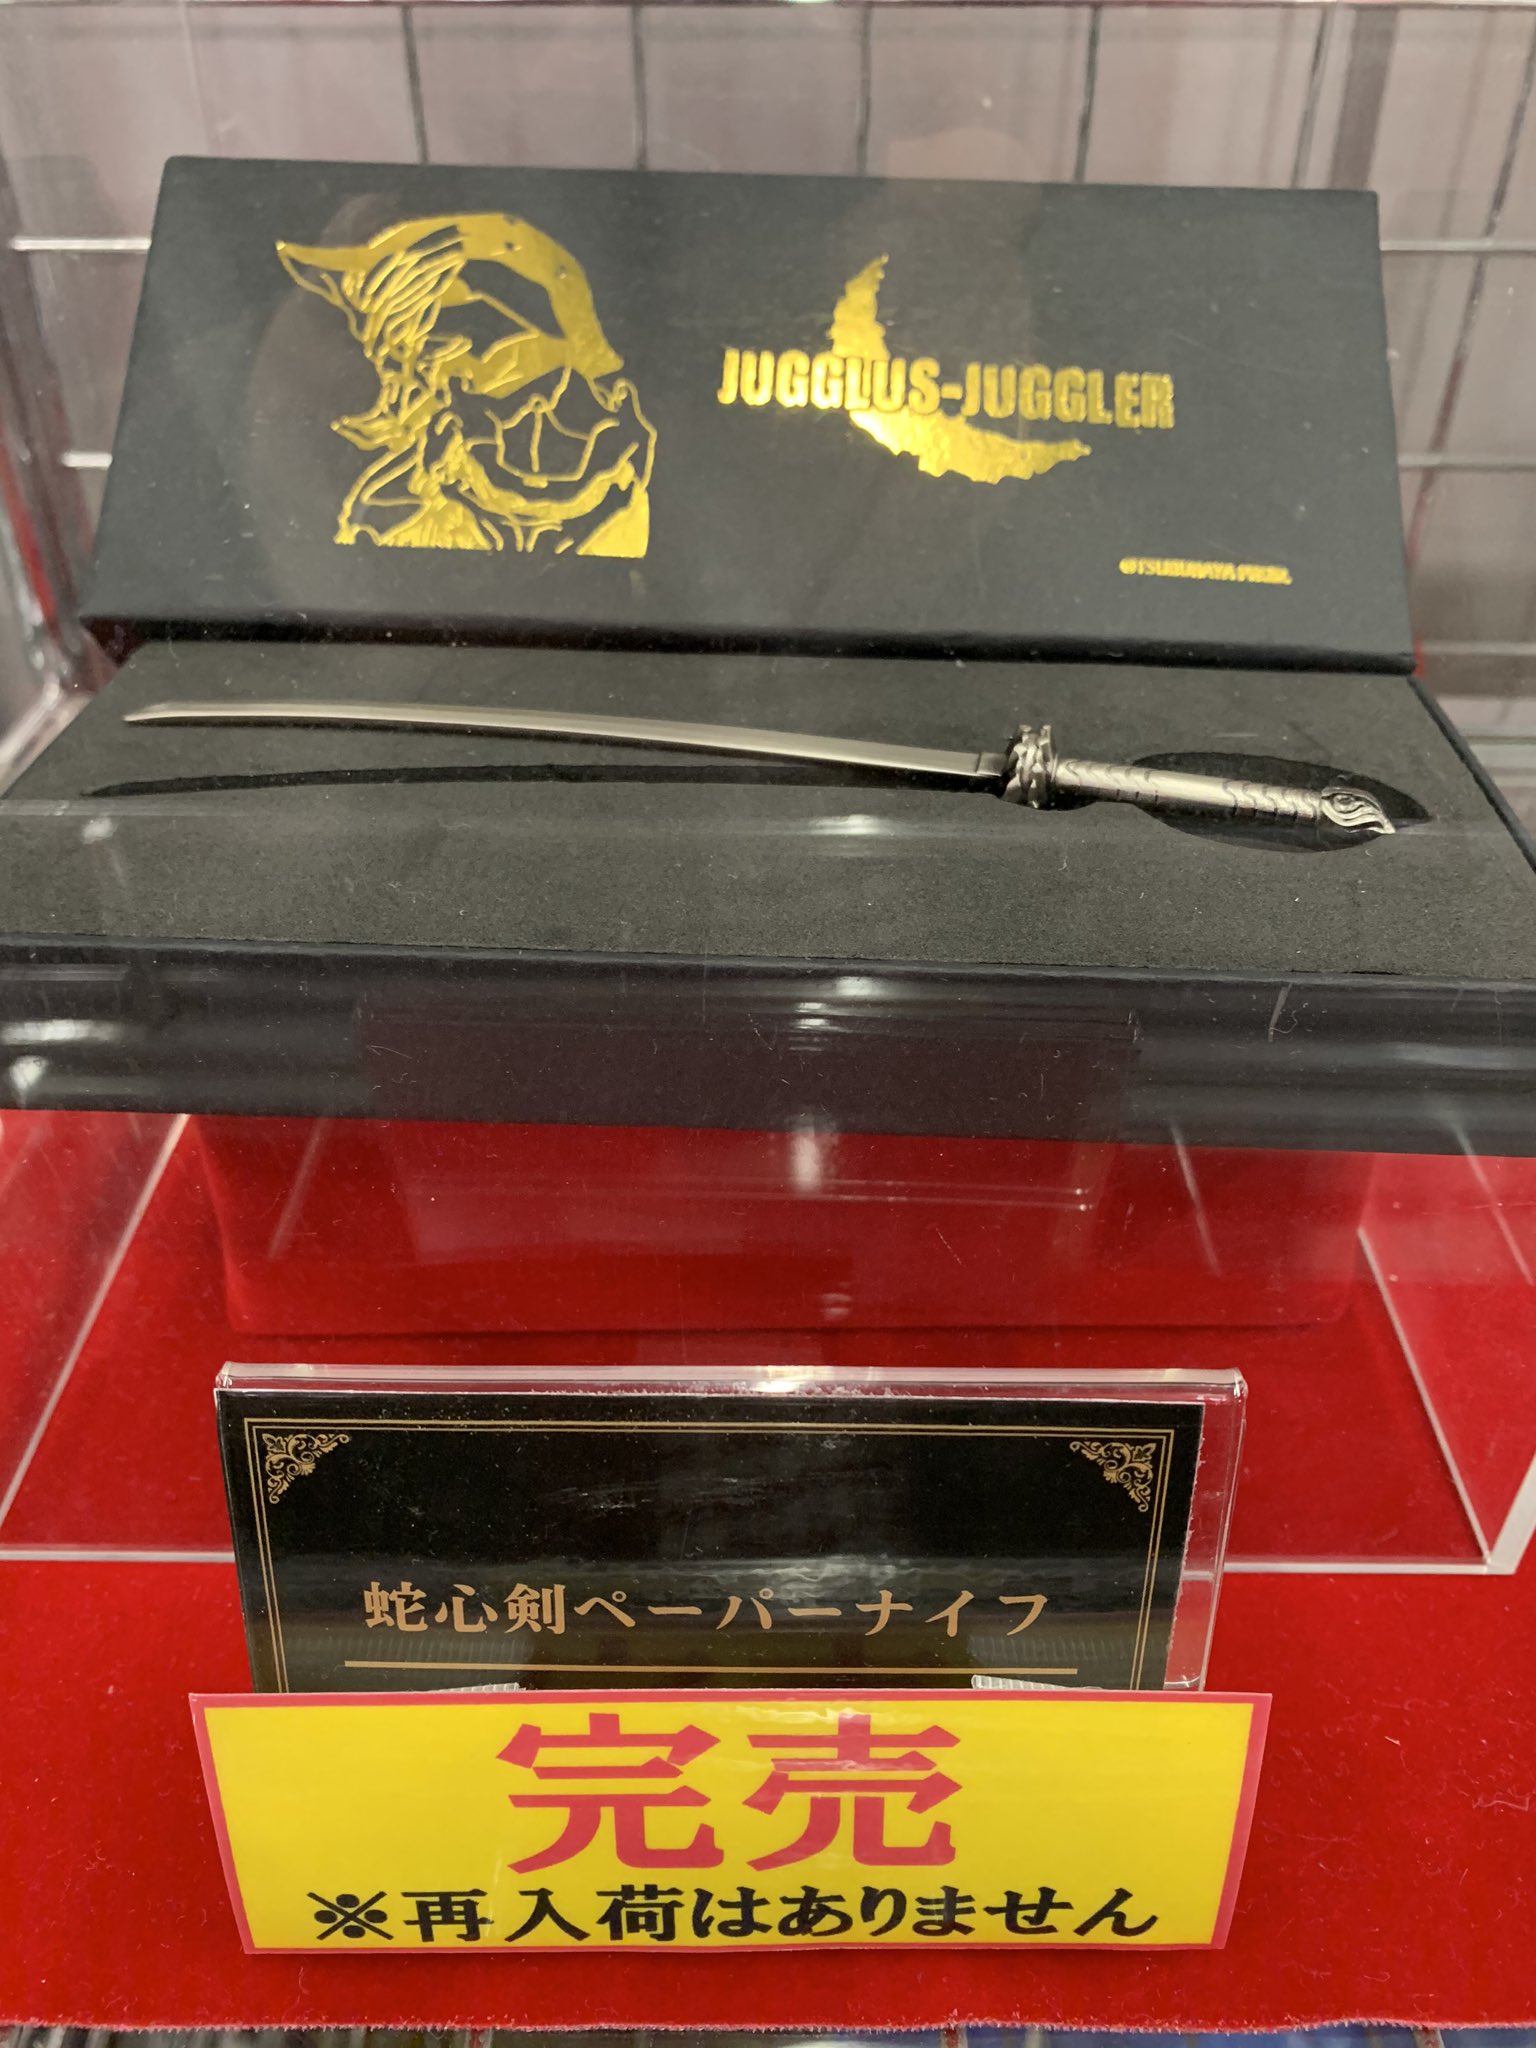 JUGGLUS-JUGGLER
©TSUBURAYA PROD.
蛇心剣ペーパーナイフ
完売
※再入荷はありません